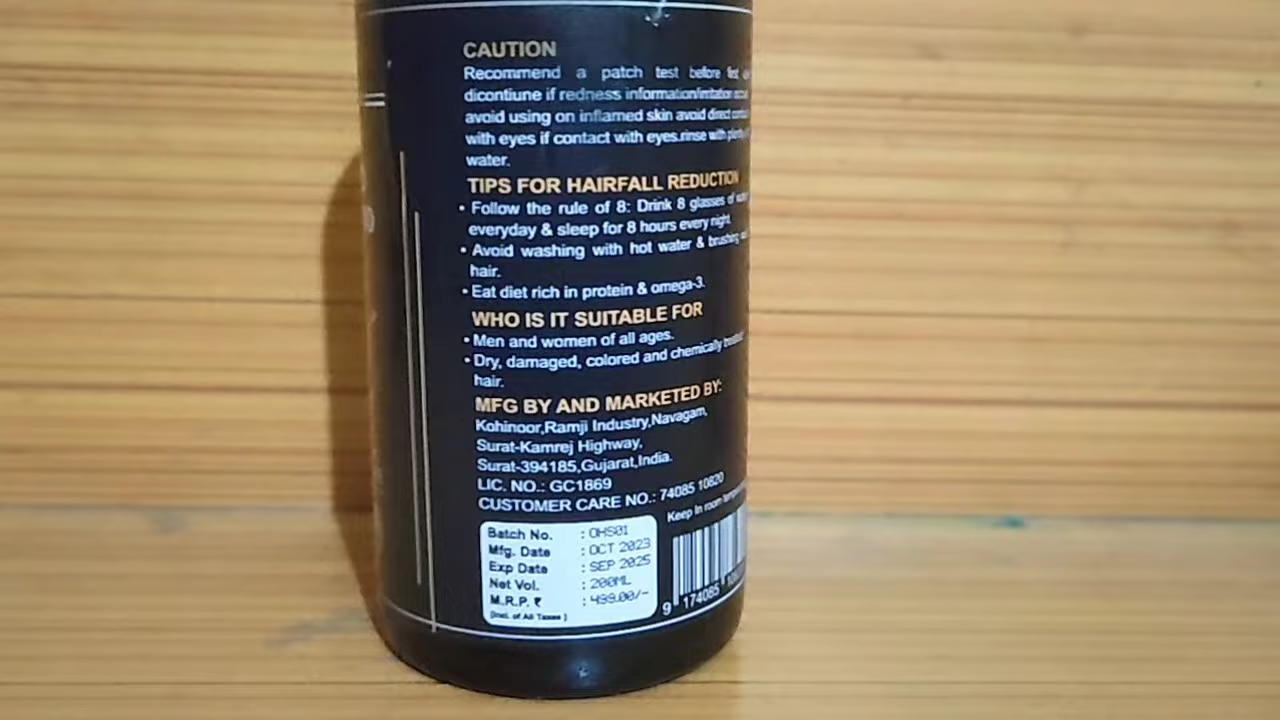 CAUTION
Recommend a patch test before first
dicontiune if redness information/irritation
avoid using on inflamed skin avoid direct
with eyes if contact with eyes.rinse with
water.
TIPS FOR HAIRFALL REDUCTION
• Follow the rule of 8: Drink 8 glasses of
everyday & sleep for 8 hours every night.
• Avoid washing with hot water & brushing
hair.
• Eat diet rich in protein & omega-3.
WHO IS IT SUITABLE FOR
• Men and women of all ages.
• Dry, damaged, colored and chemically treated
hair.
MFG BY AND MARKETED BY:
Kohinoor,Ramji Industry,Navagam,
Surat-Kamrej Highway,
Surat-394185,Gujarat,India.
LIC. NO.: GC1869
CUSTOMER CARE NO.: 74085 10820
Keep In room
Batch No. : OHS01
Mfg. Date : OCT 2023
Exp Date : SEP 2025
Net Vol. : 200ML
M.R.P. ₹ : 499.00/-
[Incl. of All Taxes]
9 174085